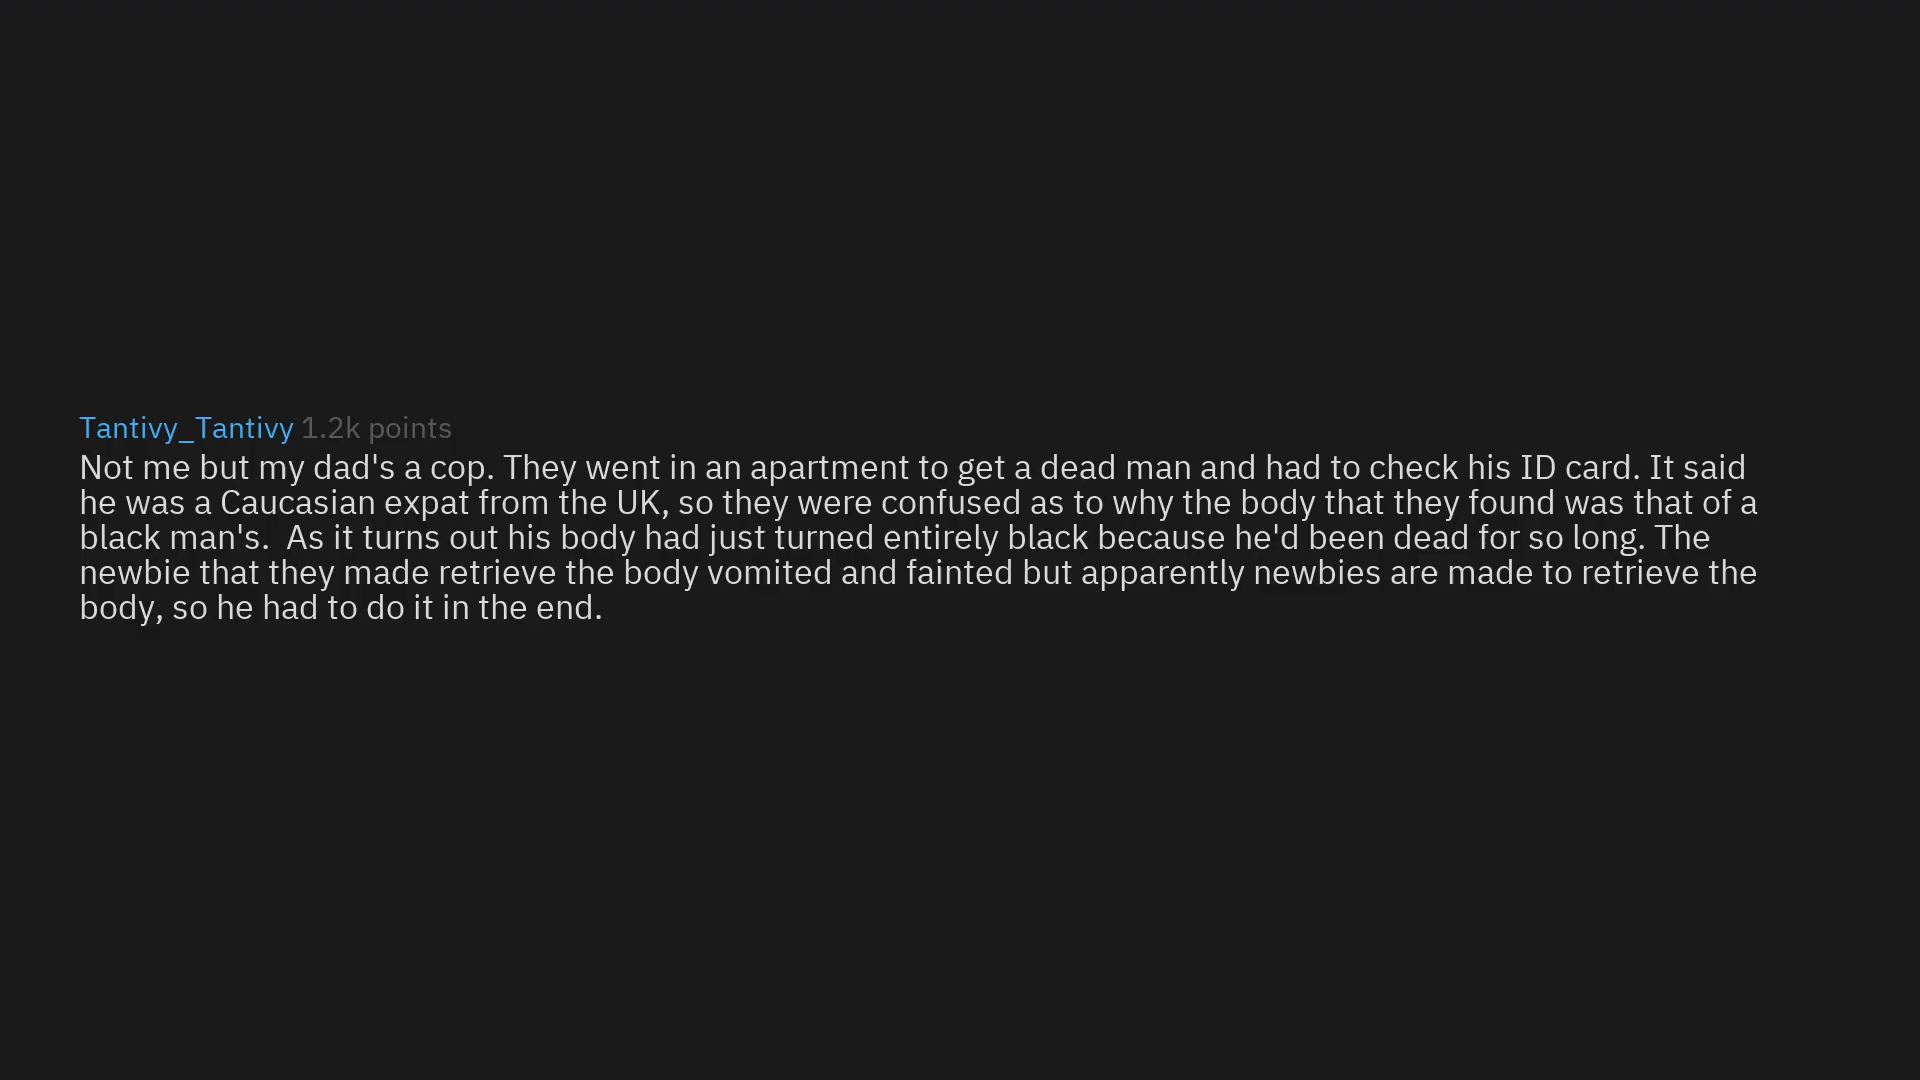 Tantivy_Tantivy 1.2k points
Not me but my dad's a cop. They went in an apartment to get a dead man and had to check his ID card. It said
he was a Caucasian expat from the UK, so they were confused as to why the body that they found was that of a
black man's.  As it turns out his body had just turned entirely black because he'd been dead for so long. The
newbie that they made retrieve the body vomited and fainted but apparently newbies are made to retrieve the
body, so he had to do it in the end.